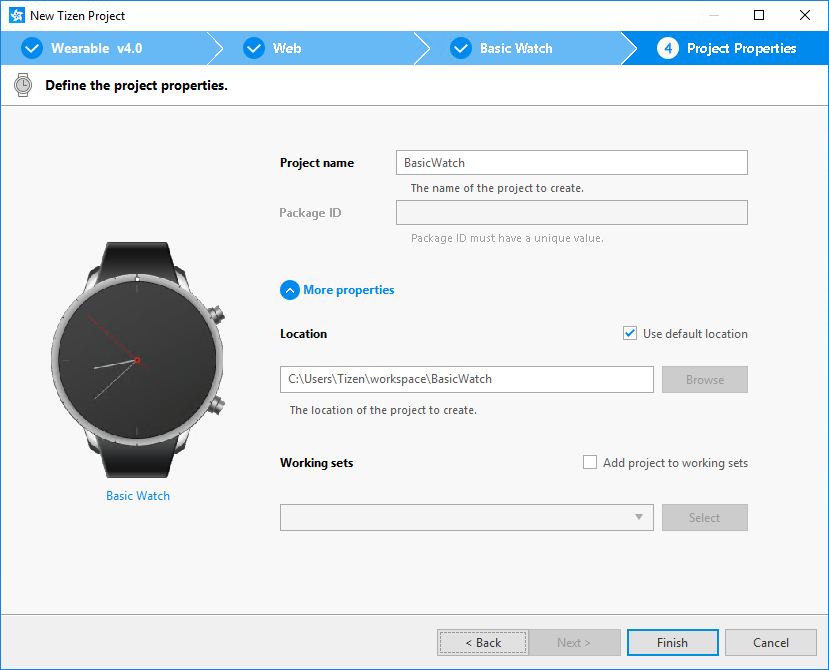 New Tizen Project
Wearable v4.0
Web
Basic Watch
4 Project Properties
Define the project properties.
Project name
BasicWatch
The name of the project to create.
Package ID
Package ID must have a unique value.
More properties
Location
Use default location
C:\Users\Tizen\workspace\BasicWatch
Browse
The location of the project to create.
Working sets
Add project to working sets
Basic Watch
Select
< Back
Next >
Finish
Cancel